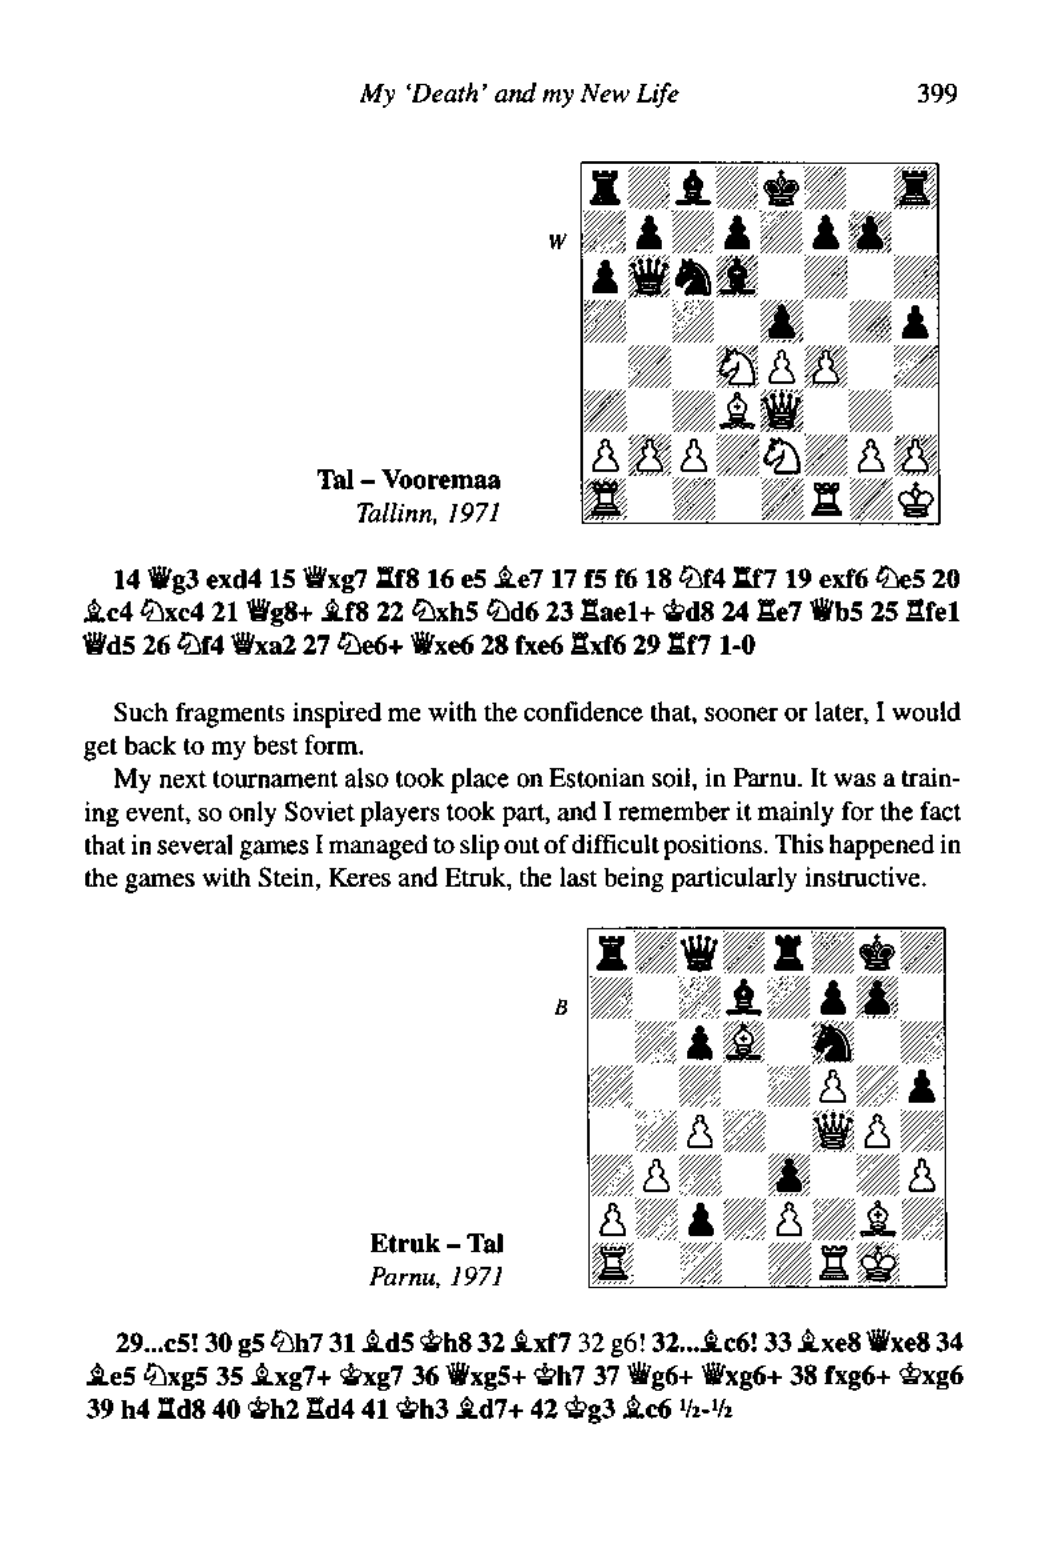 My 'Death' and my New Life 399
W
Tal – Vooremaa
Tallinn, 1971
14 ♕g3 exd4 15 ♕xg7 ♖f8 16 e5 ♗e7 17 f5 f6 18 ♘f4 ♖f7 19 exf6 ♘e5 20
♗c4 ♘xc4 21 ♕g8+ ♗f8 22 ♘xh5 ♘d6 23 ♖ae1+ ♔d8 24 ♖e7 ♕b5 25 ♖fe1
♕d5 26 ♘f4 ♕xa2 27 ♘e6+ ♕xe6 28 fxe6 ♖xf6 29 ♖f7 1-0
Such fragments inspired me with the confidence that, sooner or later, I would
get back to my best form.
My next tournament also took place on Estonian soil, in Parnu. It was a train-
ing event, so only Soviet players took part, and I remember it mainly for the fact
that in several games I managed to slip out of difficult positions. This happened in
the games with Stein, Keres and Etruk, the last being particularly instructive.
B
Etruk – Tal
Parnu, 1971
29...c5! 30 g5 ♘h7 31 ♗d5 ♔h8 32 ♗xf7 32 g6! 32...♗c6! 33 ♗xe8 ♕xe8 34
♗e5 ♘xg5 35 ♗xg7+ ♔xg7 36 ♕xg5+ ♔h7 37 ♕g6+ ♕xg6+ 38 fxg6+ ♔xg6
39 h4 ♖d8 40 ♔h2 ♖d4 41 ♔h3 ♗d7+ 42 ♔g3 ♗c6 ½-½